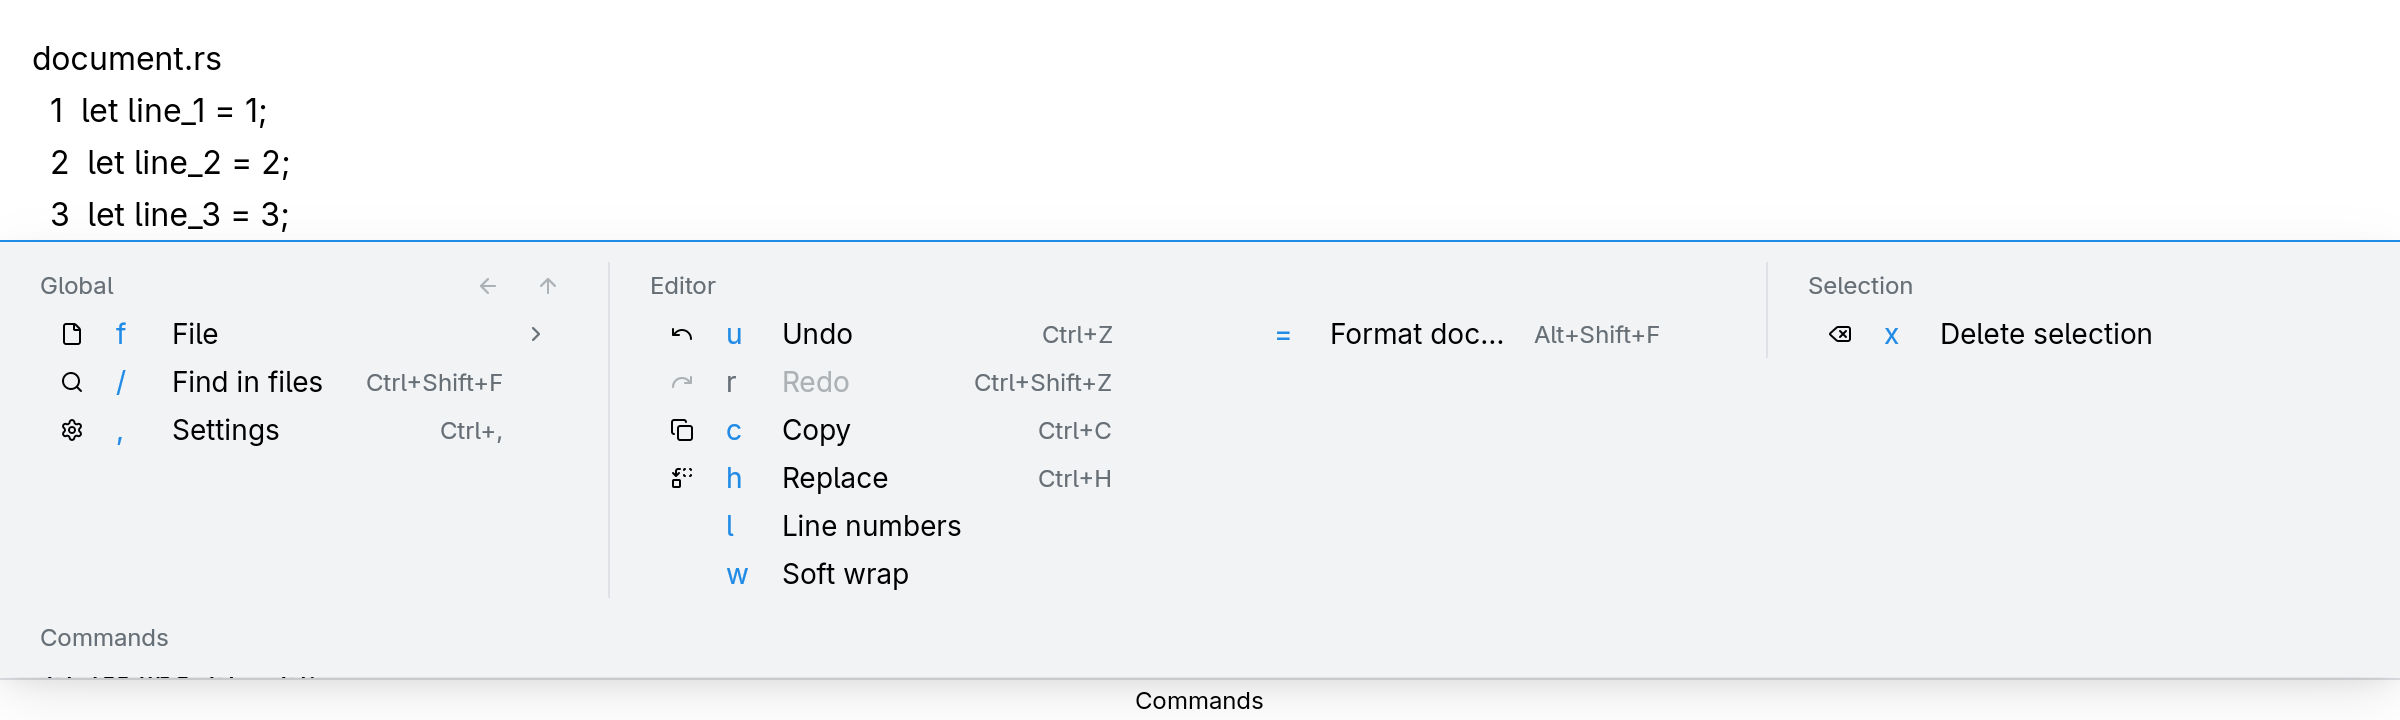 document.rs
1 let line_1 = 1;
2 let line_2 = 2;
3 let line_3 = 3;
Global
f File
/ Find in files Ctrl+Shift+F
, Settings Ctrl+,
Editor
u Undo Ctrl+Z
r Redo Ctrl+Shift+Z
c Copy Ctrl+C
h Replace Ctrl+H
l Line numbers
w Soft wrap
= Format doc... Alt+Shift+F
Selection
x Delete selection
Commands
Commands